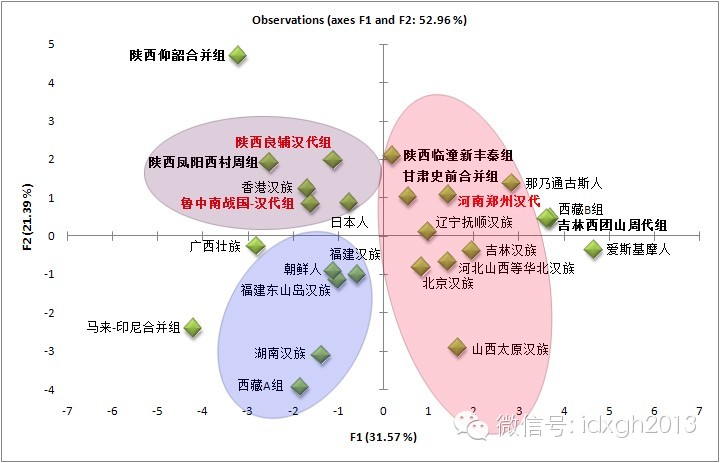 Observations (axes F1 and F2: 52.96 %)
5
陕西仰韶合并组
4
3
陕西良辅汉代组
陕西临潼新丰秦组
2
陕西凤阳西村周组
甘肃史前合并组
那乃通古斯人
香港汉族
河南郑州汉代
西藏B组
1
鲁中南战国-汉代组
日本人
辽宁抚顺汉族
吉林西团山周代组
F2 (21.39 %)
0
广西壮族
福建汉族
吉林汉族
爱斯基摩人
朝鲜人
河北山西等华北汉族
-1
福建东山岛汉族
北京汉族
-2
马来-印尼合并组
-3
湖南汉族
山西太原汉族
西藏A组
-4
-7 -6 -5 -4 -3 -2 -1 0 1 2 3 4 5 6 7
F1 (31.57 %)
微信号: idxgh2013